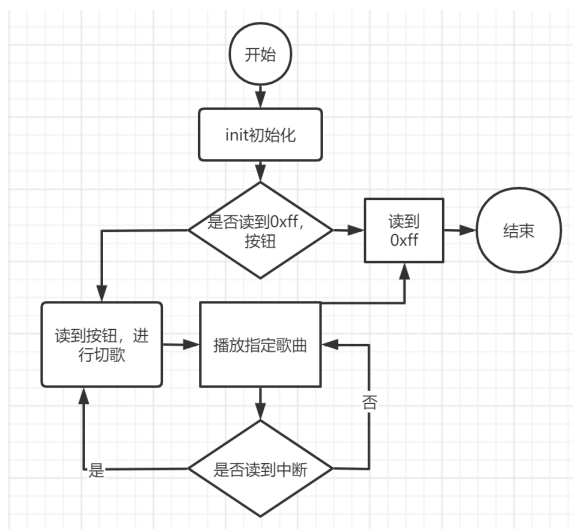 开始
init初始化
是否读到0xff，
按钮
读到
0xff
结束
读到按钮，进
行切歌
播放指定歌曲
否
是否读到中断
是